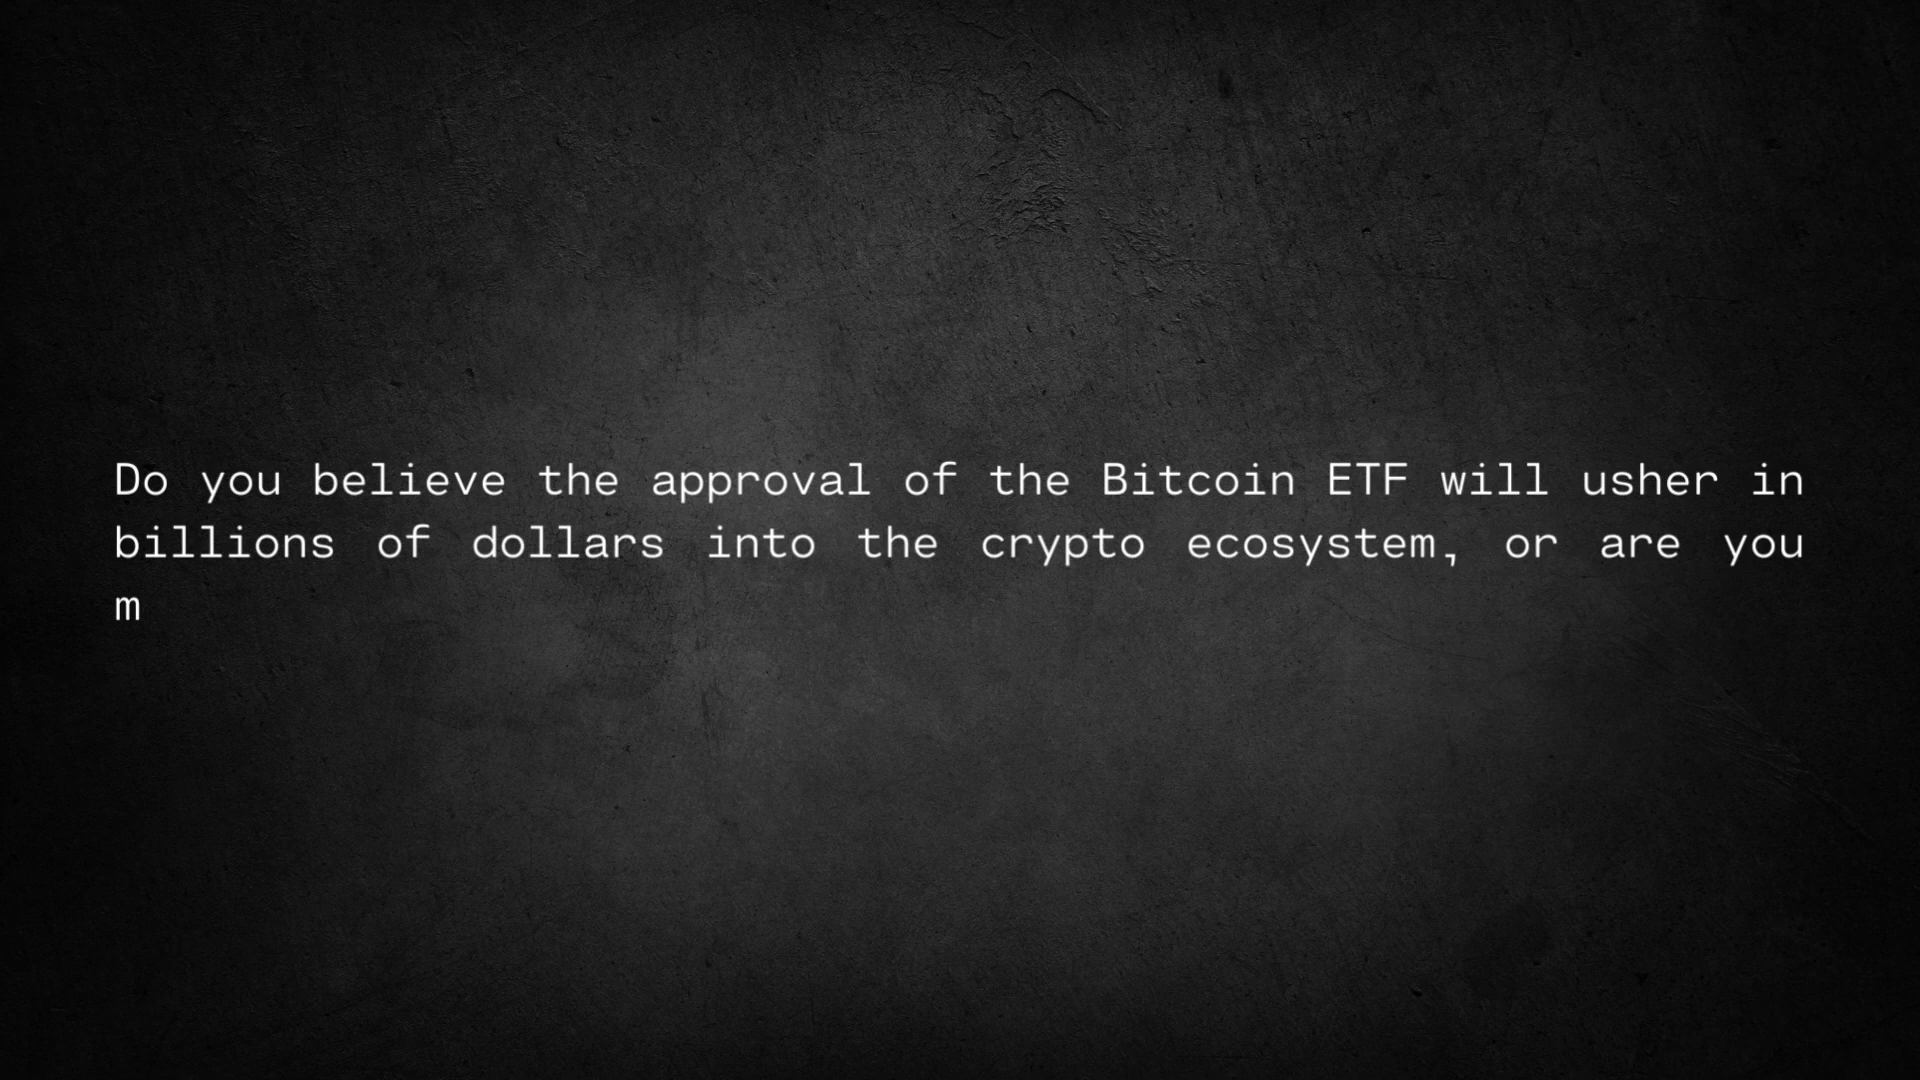 Do you believe the approval of the Bitcoin ETF will usher in
billions of dollars into the crypto ecosystem, or are you
m